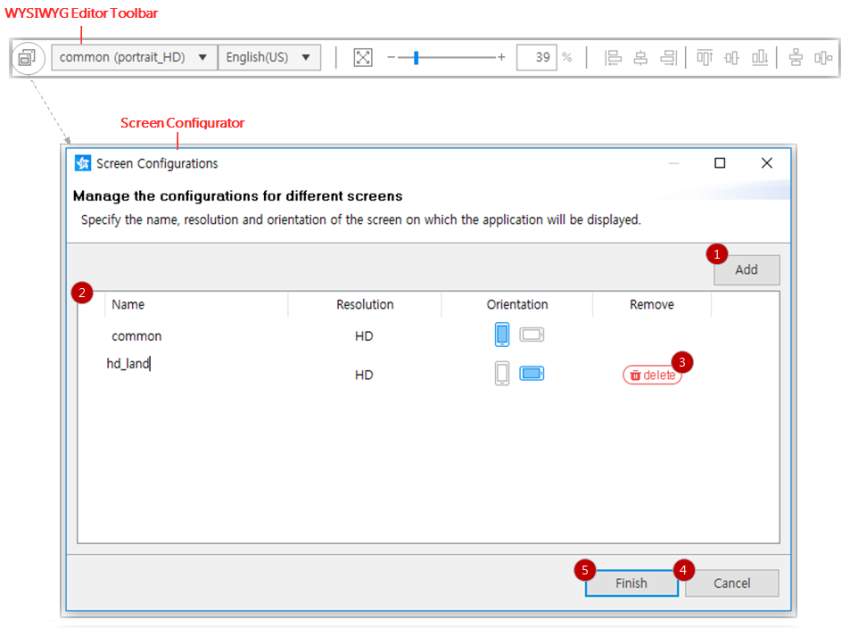 WYSIWYG Editor Toolbar
common (portrait_HD) English(US) 39 %
Screen Configurator
Screen Configurations
Manage the configurations for different screens
Specify the name, resolution and orientation of the screen on which the application will be displayed.
1
Add
2
Name Resolution Orientation Remove
common HD
hd_land
HD delete 3
5 4
Finish Cancel